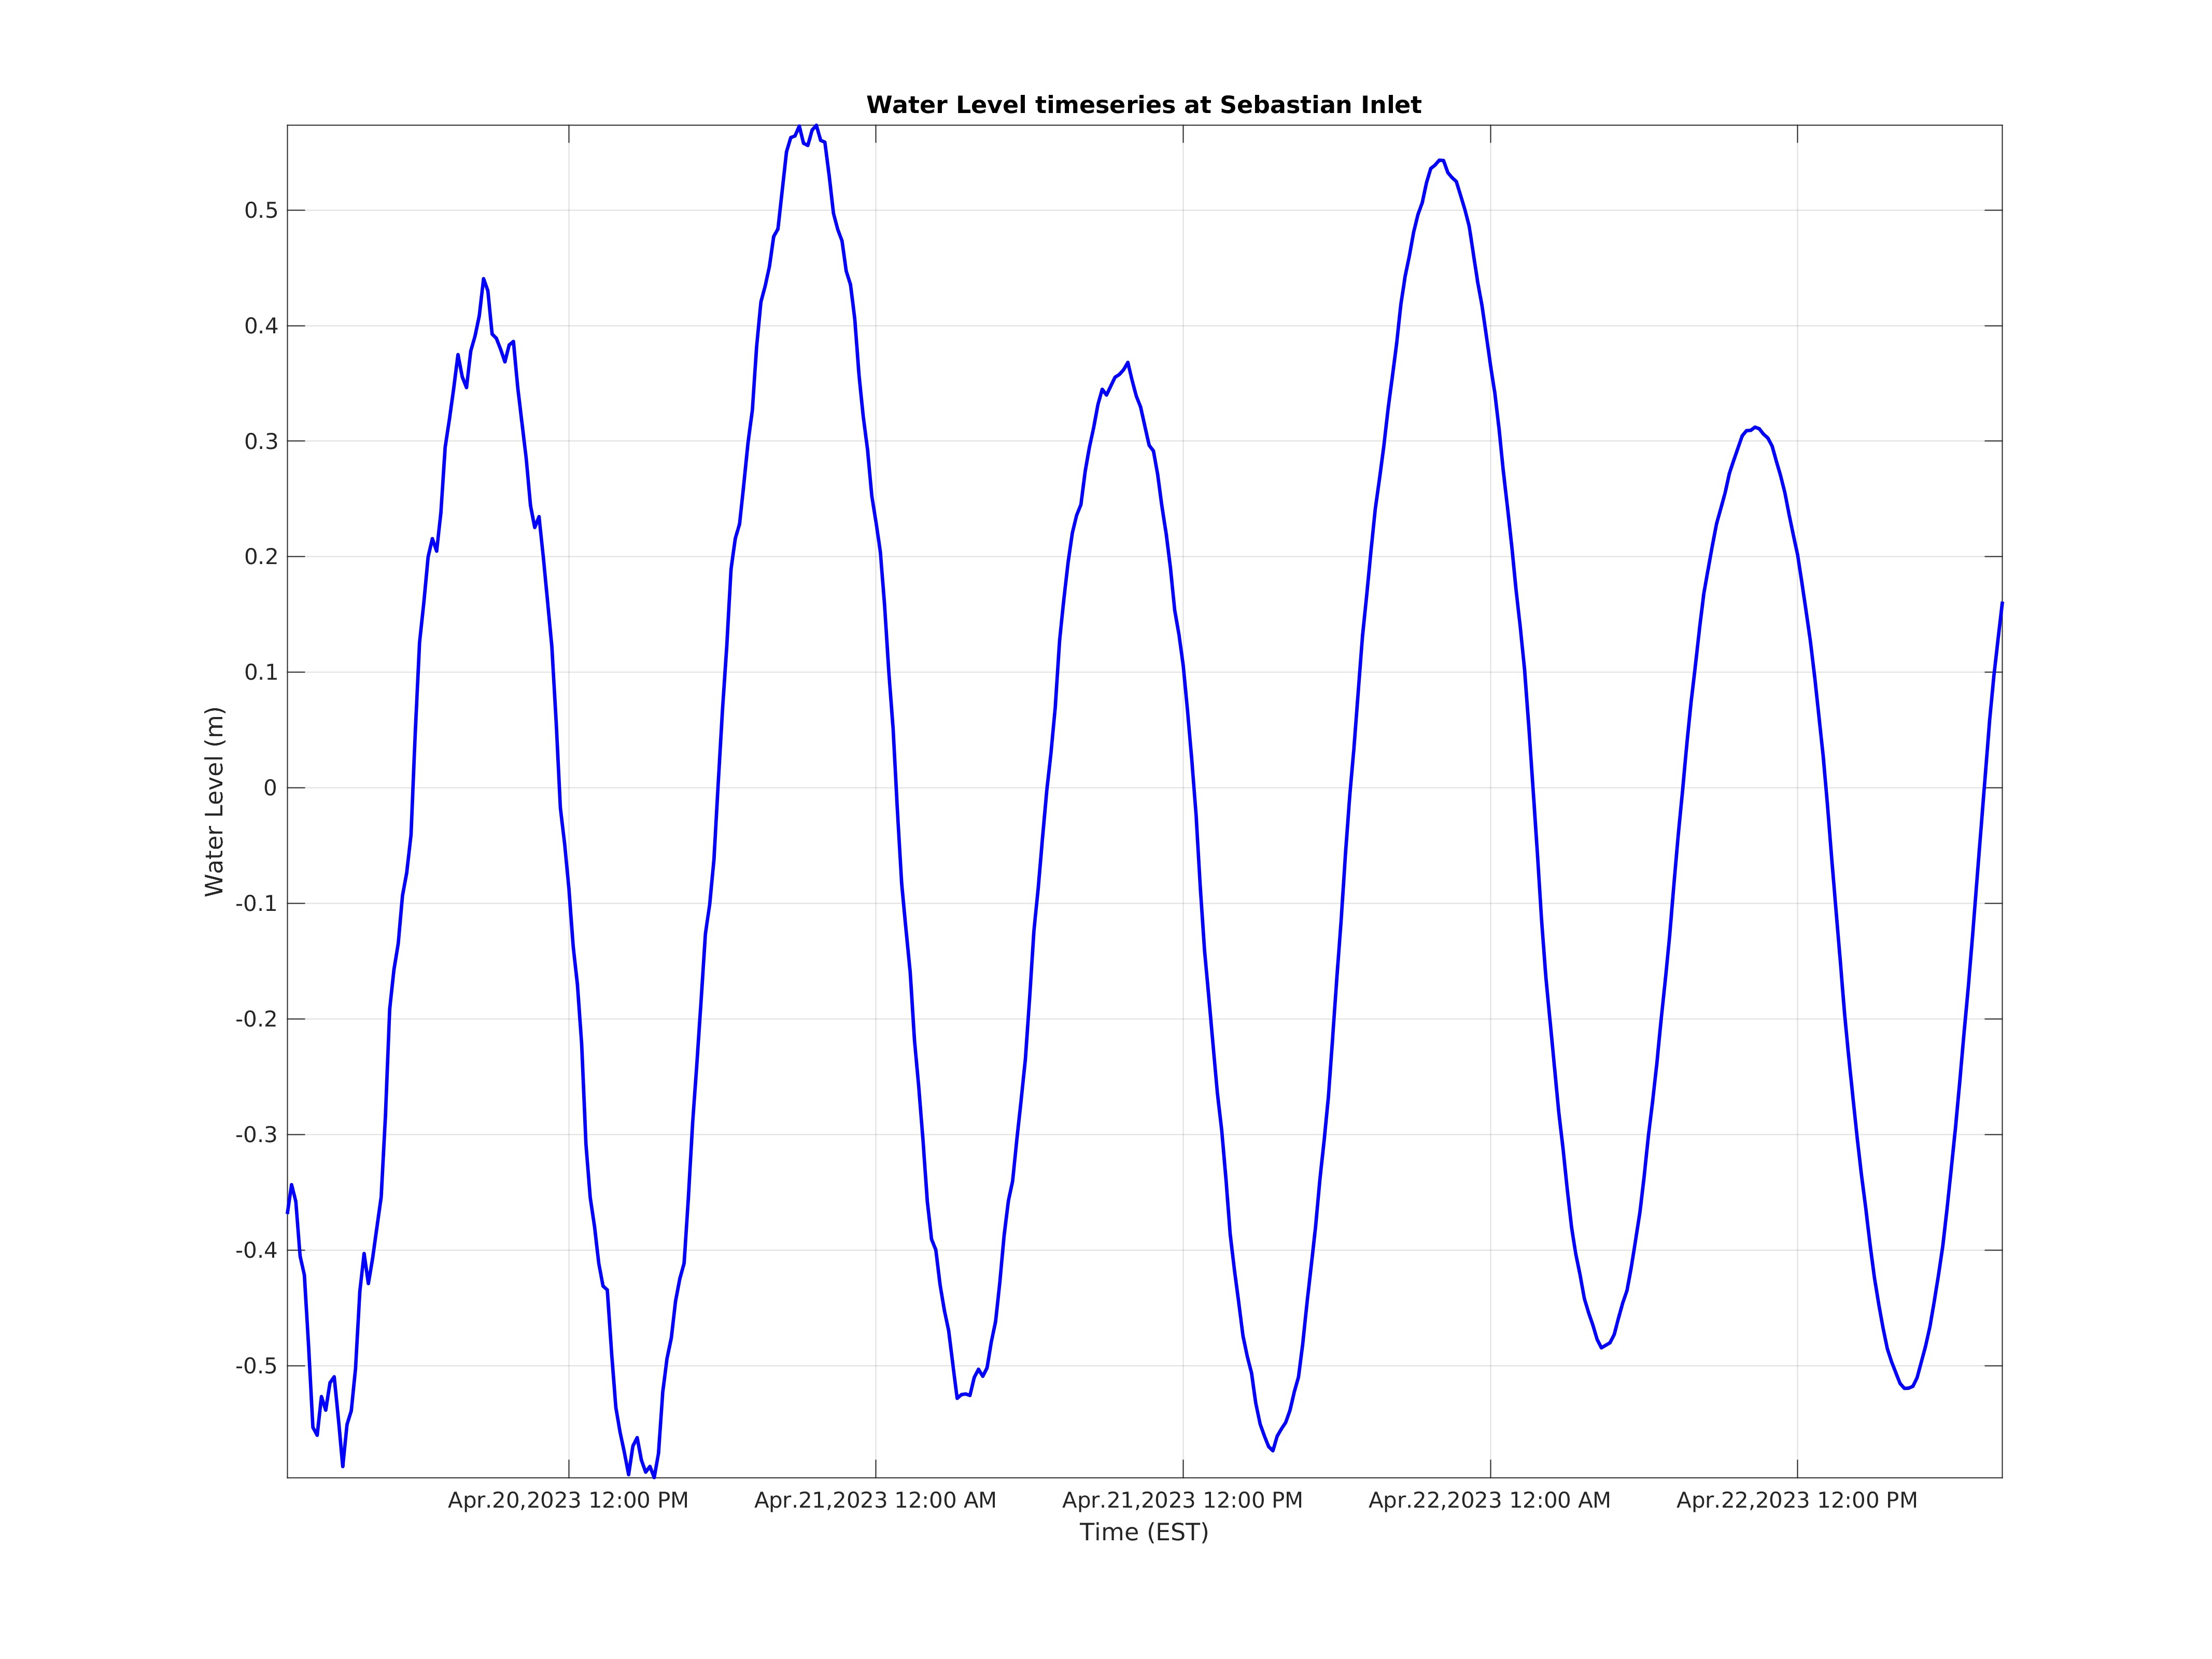 Water Level timeseries at Sebastian Inlet
0.5
0.4
0.3
0.2
0.1
0
-0.1
-0.2
-0.3
-0.4
-0.5
Water Level (m)
Apr.20,2023 12:00 PM
Apr.21,2023 12:00 AM
Apr.21,2023 12:00 PM
Apr.22,2023 12:00 AM
Apr.22,2023 12:00 PM
Time (EST)